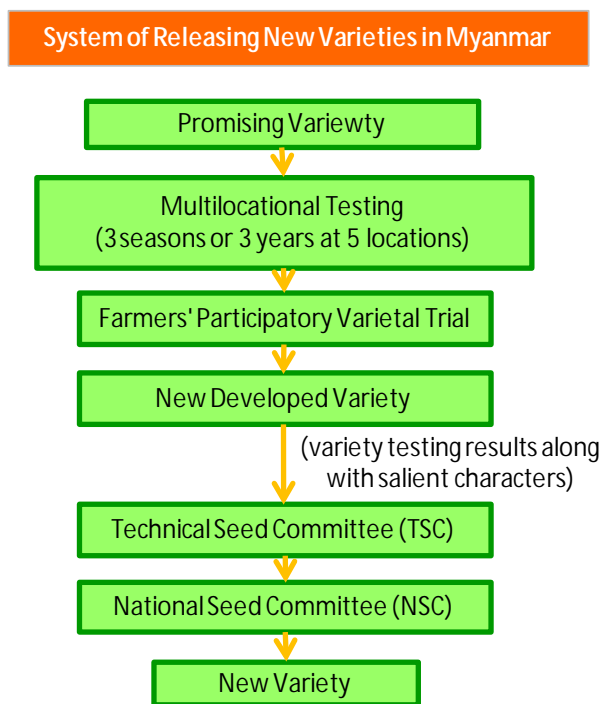 System of Releasing New Varieties in Myanmar
Promising Variewty
Multilocational Testing
(3 seasons or 3 years at 5 locations)
Farmers' Participatory Varietal Trial
New Developed Variety
(variety testing results along
with salient characters)
Technical Seed Committee (TSC)
National Seed Committee (NSC)
New Variety